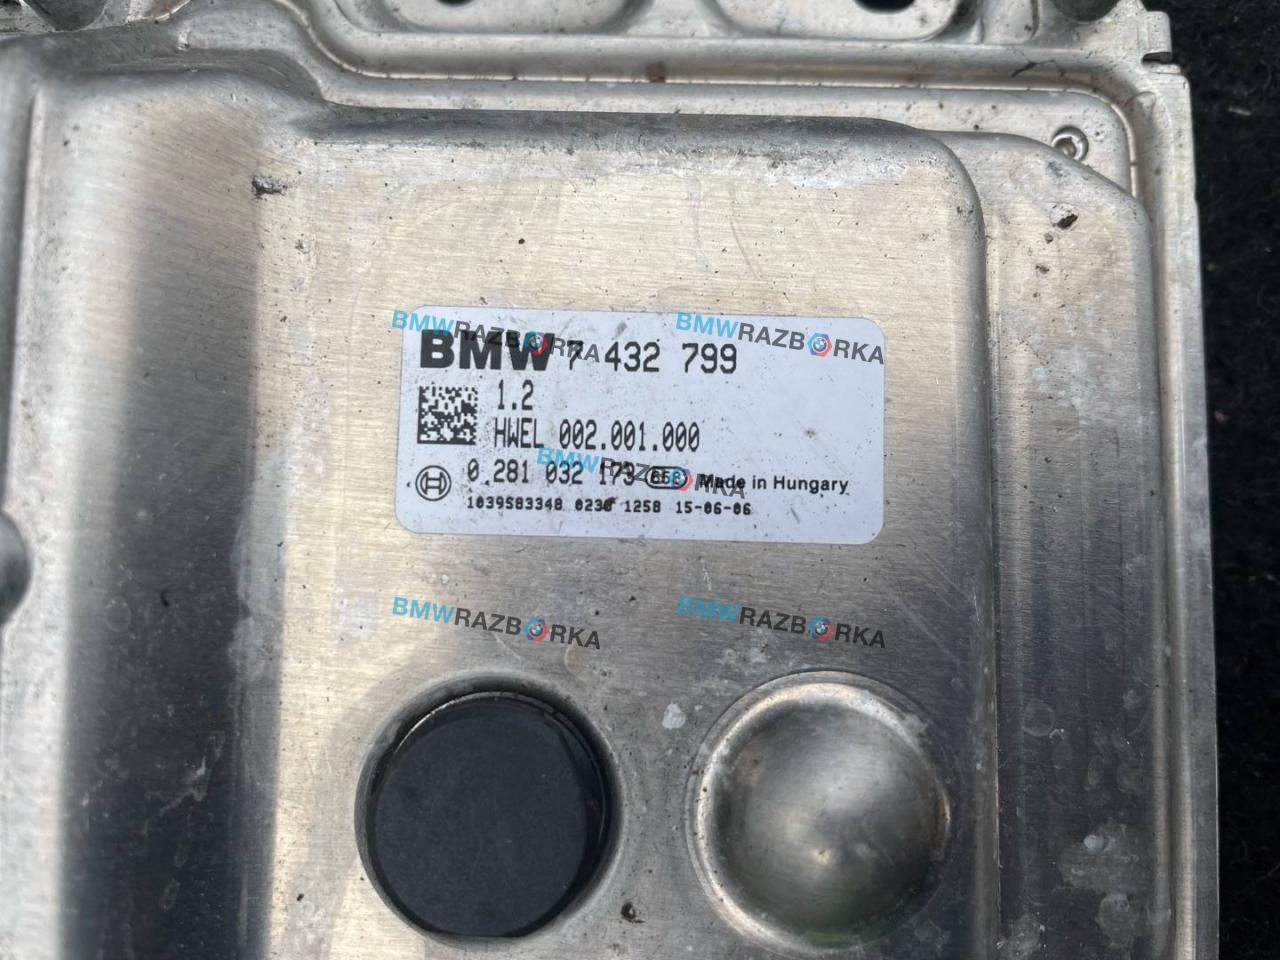 BMW 7 432 799
1.2
HWEL 002.001.000
0 281 032 173 Made in Hungary
1039S83348 1258 15-06-06
BMWRAZBORKA
BMWRAZBORKA
BMWRAZBORKA
BMWRAZBORKA
BMWRAZBORKA